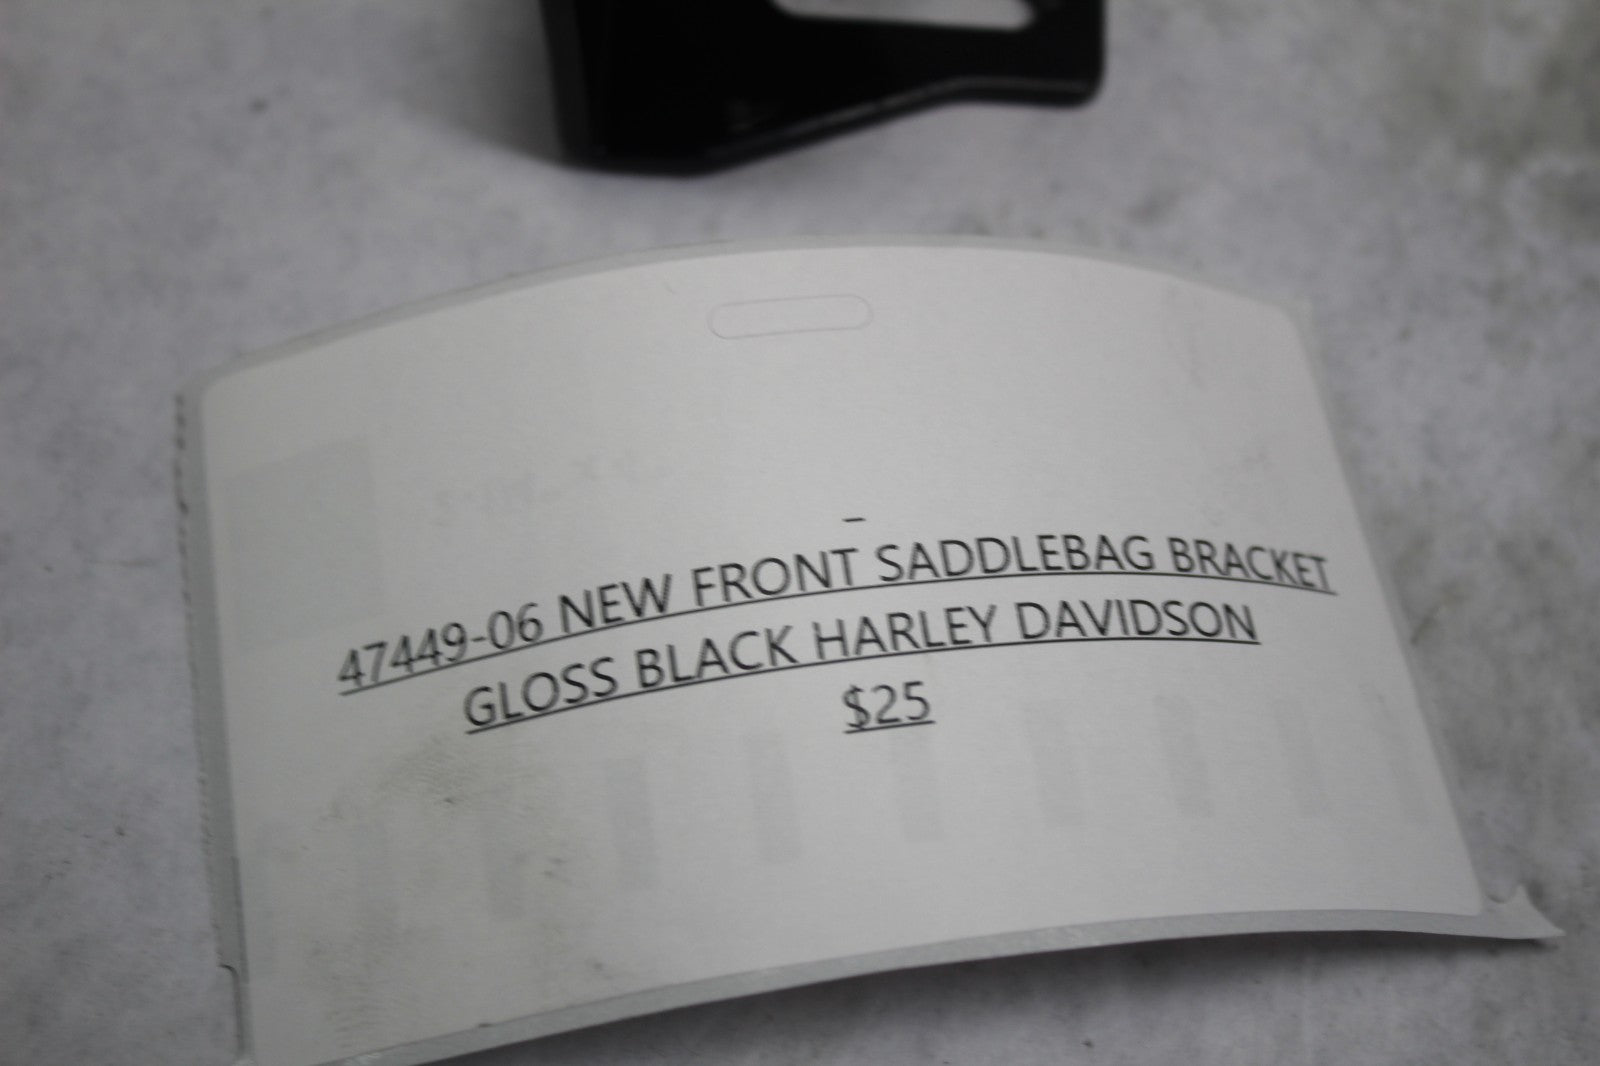 -
47449-06 NEW FRONT SADDLEBAG BRACKET
GLOSS BLACK HARLEY DAVIDSON
$25